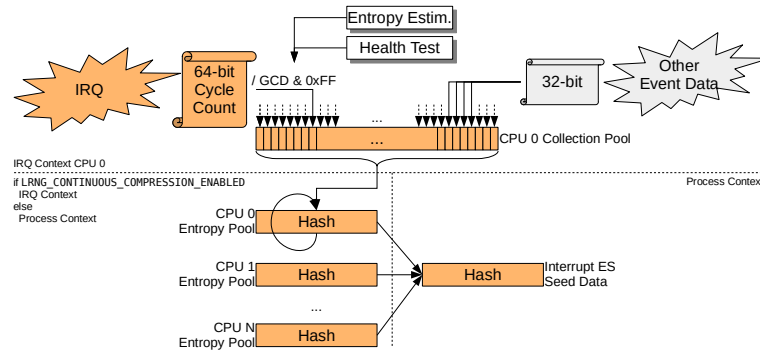 Entropy Estim.
Health Test
IRQ
64-bit
Cycle
Count
/ GCD & 0xFF
32-bit
Other
Event Data
...
...
CPU 0 Collection Pool
IRQ Context CPU 0
if LRNG_CONTINUOUS_COMPRESSION_ENABLED
IRQ Context
else
Process Context
Process Context
CPU 0
Entropy Pool
Hash
CPU 1
Entropy Pool
Hash
Hash
Interrupt ES
Seed Data
...
CPU N
Entropy Pool
Hash